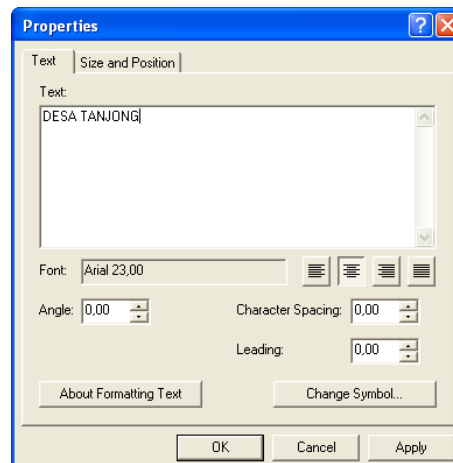 Properties
Text Size and Position
Text:
DESA TANJONG
Font: Arial 23,00
Angle: 0,00 Character Spacing: 0,00
Leading: 0,00
About Formatting Text Change Symbol...
OK Cancel Apply